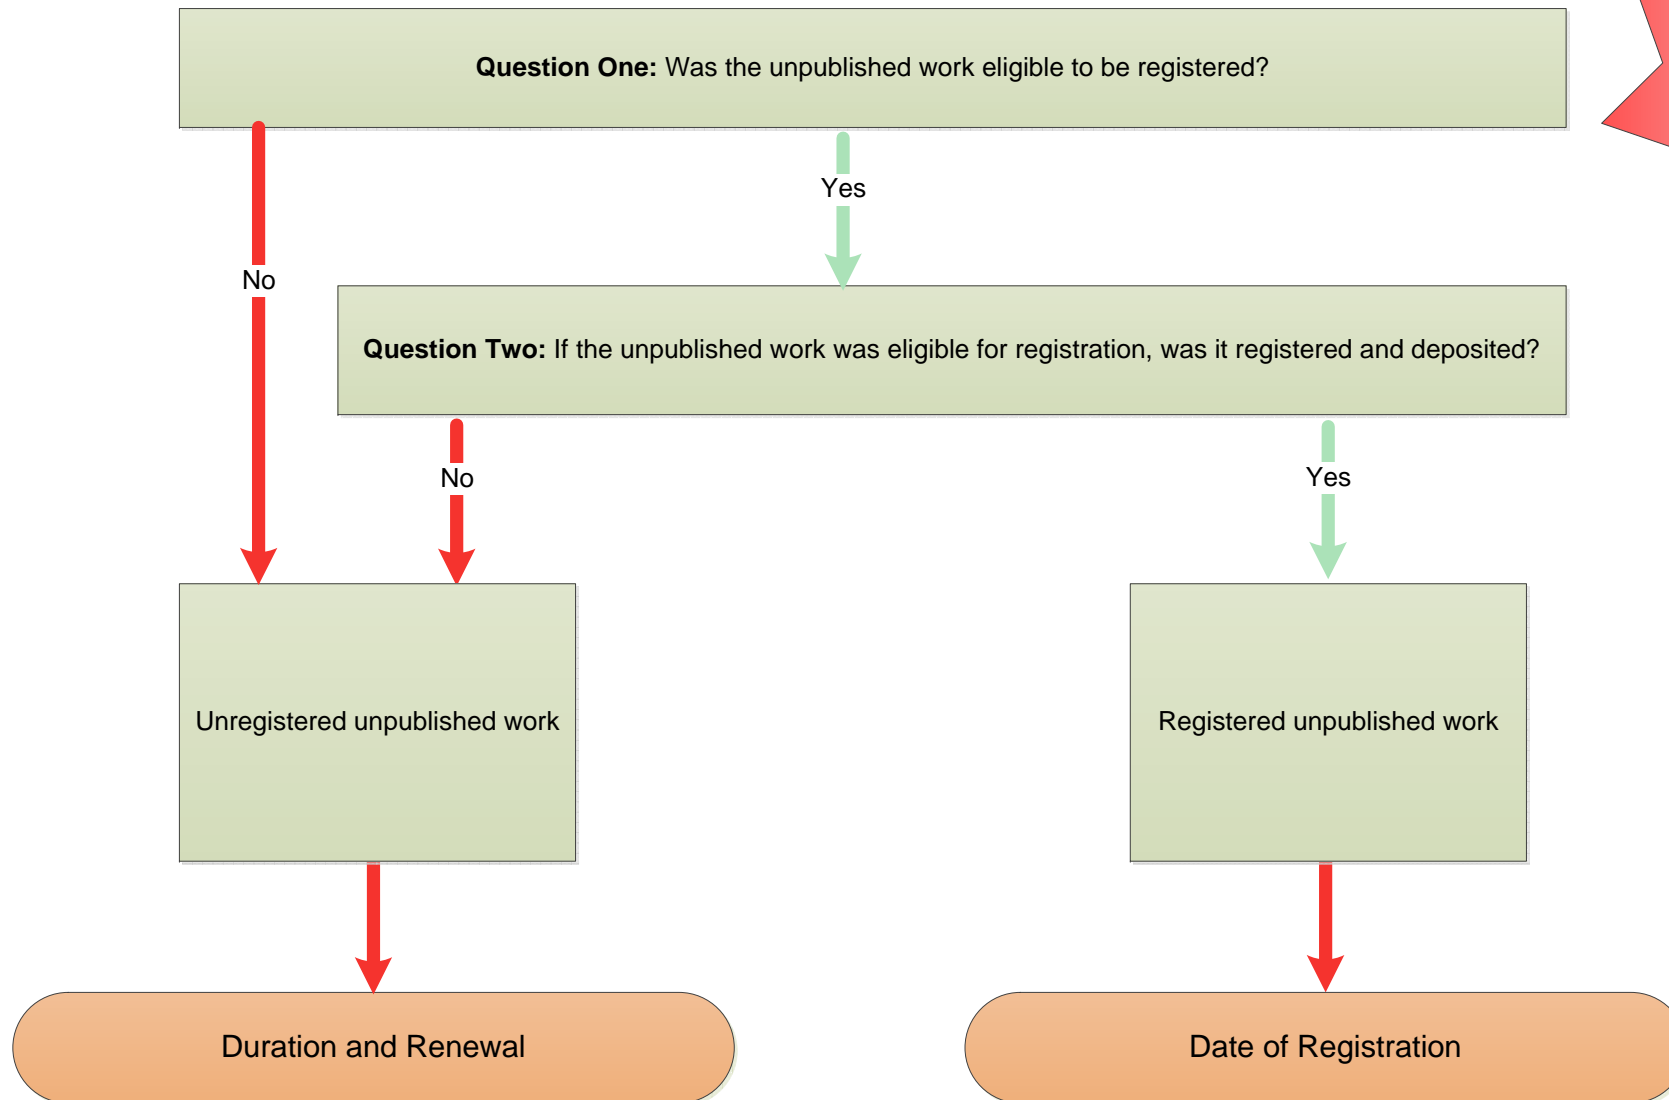 Question One: Was the unpublished work eligible to be registered?
Yes
No
Question Two: If the unpublished work was eligible for registration, was it registered and deposited?
No
Yes
Unregistered unpublished work
Registered unpublished work
Duration and Renewal
Date of Registration